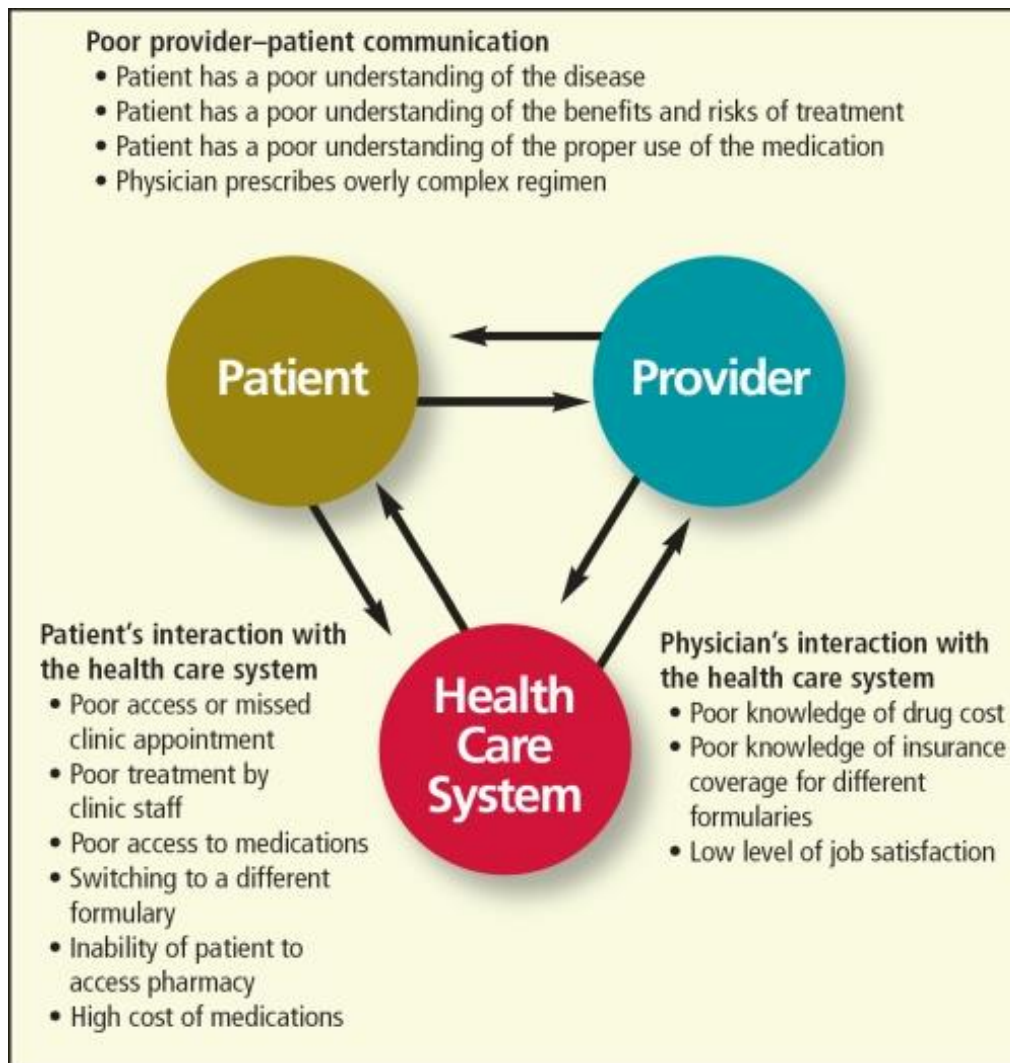 Poor provider–patient communication
• Patient has a poor understanding of the disease
• Patient has a poor understanding of the benefits and risks of treatment
• Patient has a poor understanding of the proper use of the medication
• Physician prescribes overly complex regimen
Patient
Provider
Health
Care
System
Patient's interaction with
the health care system
• Poor access or missed
clinic appointment
• Poor treatment by
clinic staff
• Poor access to medications
• Switching to a different
formulary
• Inability of patient to
access pharmacy
• High cost of medications
Physician's interaction with
the health care system
• Poor knowledge of drug cost
• Poor knowledge of insurance
coverage for different
formularies
• Low level of job satisfaction